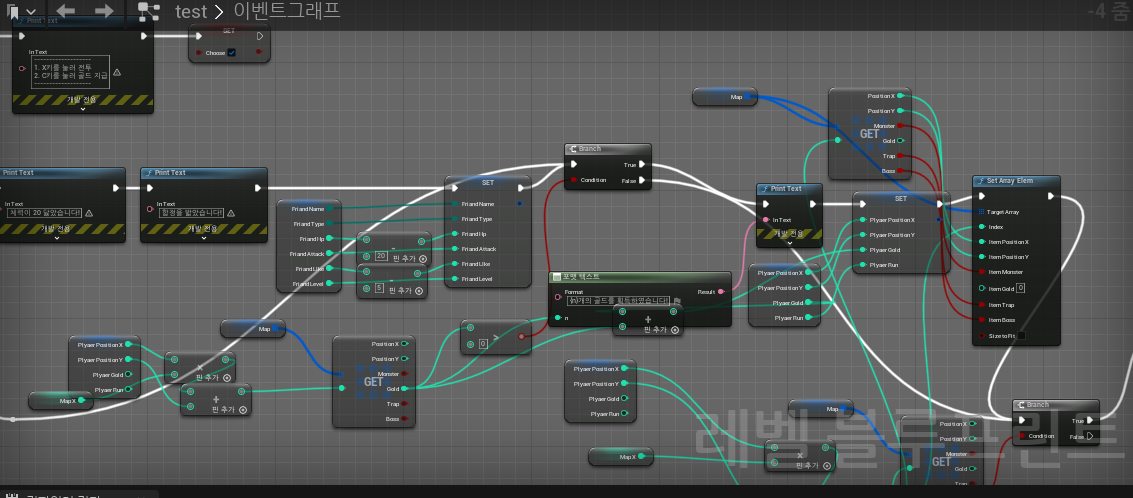 test > 이벤트그래프
-4 줌
Print Text
In Text
-----------------
1. X키를 눌러 전투
2. C키를 눌러 골드 지급
-----------------
개발 전용
SET
Choose
Print Text
In Text
체력이 20 닳았습니다!
개발 전용
Print Text
In Text
함정을 밟았습니다!
개발 전용
Friand Name
Friand Type
Friand Hp
Friand Attack
Friand Like
Friand Level
-
20
핀 추가
-
5
핀 추가
SET
Friand Name
Friand Type
Friand Hp
Friand Attack
Friand Like
Friand Level
Branch
True
Condition
False
Map
Position X
Position Y
Monster
GET
Gold
Trap
Boss
Print Text
In Text
개발 전용
SET
Plyaer Position X
Plyaer Position Y
Plyaer Gold
Plyaer Run
Set Array Elem
Target Array
Index
Item Position X
Item Position Y
Item Monster
Item Gold 0
Item Trap
Item Boss
Size to Fit
포맷 텍스트
Format
Result
{n}개의 골드를 획득하였습니다!
n
+
핀 추가
Plyaer Position X
Plyaer Position Y
Plyaer Gold
Plyaer Run
Map
Plyaer Position X
Plyaer Position Y
Plyaer Gold
Plyaer Run
Map X
x
핀 추가
+
핀 추가
Position X
Position Y
Monster
GET
Gold
Trap
Boss
>
0
Plyaer Position X
Plyaer Position Y
Plyaer Gold
Plyaer Run
Map X
x
핀 추가
Map
Position X
Position Y
Monster
GET
Gold
Trap
Branch
True
Condition
False
레벨 블루프린트